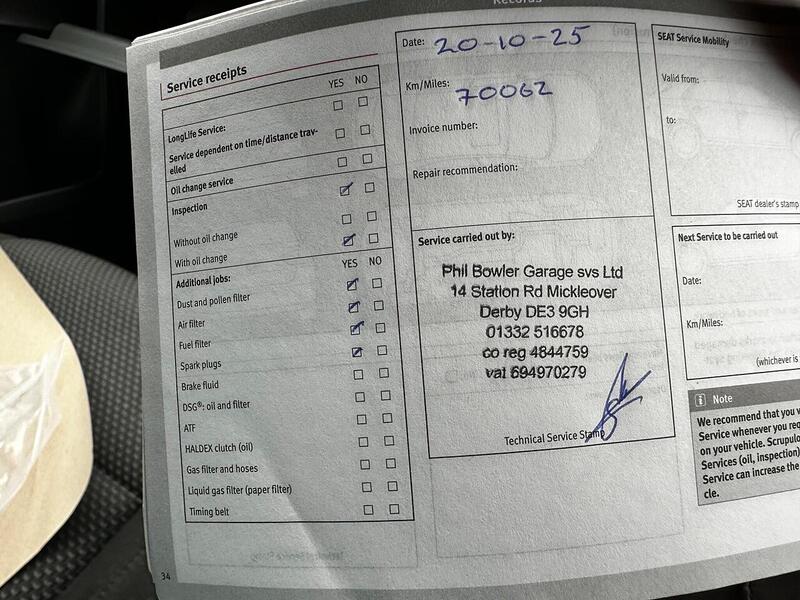 Records
Service receipts
YES NO
LongLife Service:
Service dependent on time/distance trav-
elled
Oil change service
Inspection
Without oil change
With oil change
Additional jobs: YES NO
Dust and pollen filter
Air filter
Fuel filter
Spark plugs
Brake fluid
DSG®: oil and filter
ATF
HALDEX clutch (oil)
Gas filter and hoses
Liquid gas filter (paper filter)
Timing belt
34
Date: 20-10-25
Km/Miles: 70062
Invoice number:
Repair recommendation:
Service carried out by:
Phil Bowler Garage svs Ltd
14 Station Rd Mickleover
Derby DE3 9GH
01332 516678
co reg 4844759
vat 694970279
Technical Service Stamp
SEAT Service Mobility
Valid from:
to:
SEAT dealer's stamp
Next Service to be carried out
Date:
Km/Miles:
(whichever is
Note
We recommend that you
Service whenever you
on your vehicle.
Services (oil, inspection)
Service can increase the
cle.